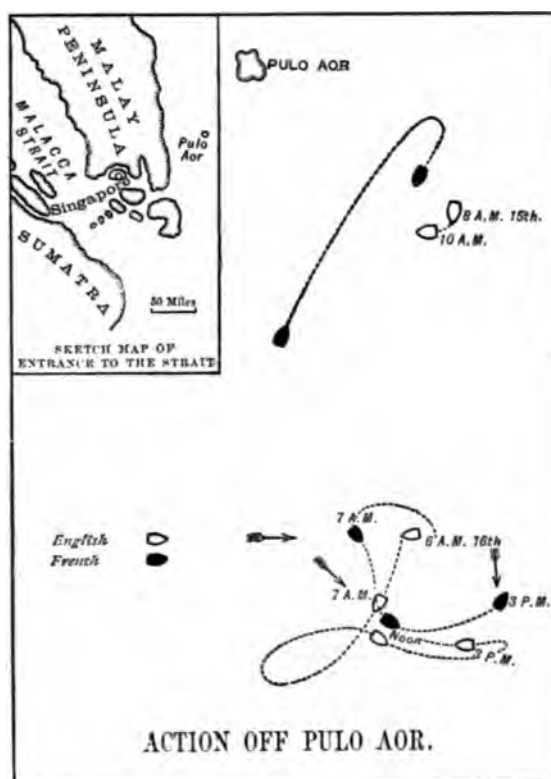 MALAY
PENINSULA
MALACCA
STRAIT
Pulo
Aor
Singapore
SUMATRA
50 Miles
SKETCH MAP OF
ENTRANCE TO THE STRAIT
PULO AOR
8 A.M. 15th.
10 A.M.
English
French
7 A.M.
6 A.M. 16th
7 A.M.
3 P.M.
Noon
3 P.M.
ACTION OFF PULO AOR.